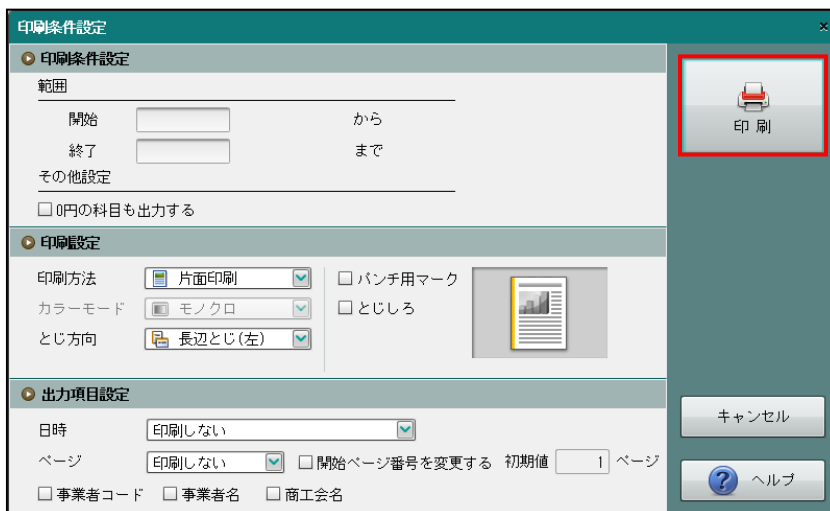 印刷条件設定
印刷条件設定
範囲
開始 から
終了 まで
その他設定
0円の科目も出力する
印刷設定
印刷方法 片面印刷 パンチ用マーク
カラーモード モノクロ とじしろ
とじ方向 長辺とじ(左)
出力項目設定
日時 印刷しない
ページ 印刷しない 開始ページ番号を変更する 初期値 1 ページ
事業者コード 事業者名 商工会名
印 刷
キャンセル
ヘルプ